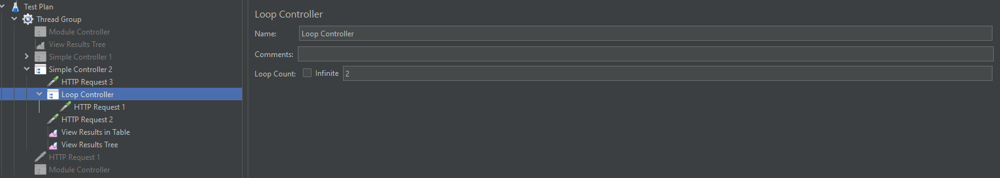 Test Plan
Thread Group
Module Controller
View Results Tree
Simple Controller 1
Simple Controller 2
HTTP Request 3
Loop Controller
HTTP Request 1
HTTP Request 2
View Results in Table
View Results Tree
HTTP Request 1
Module Controller
Loop Controller
Name: Loop Controller
Comments:
Loop Count: Infinite 2